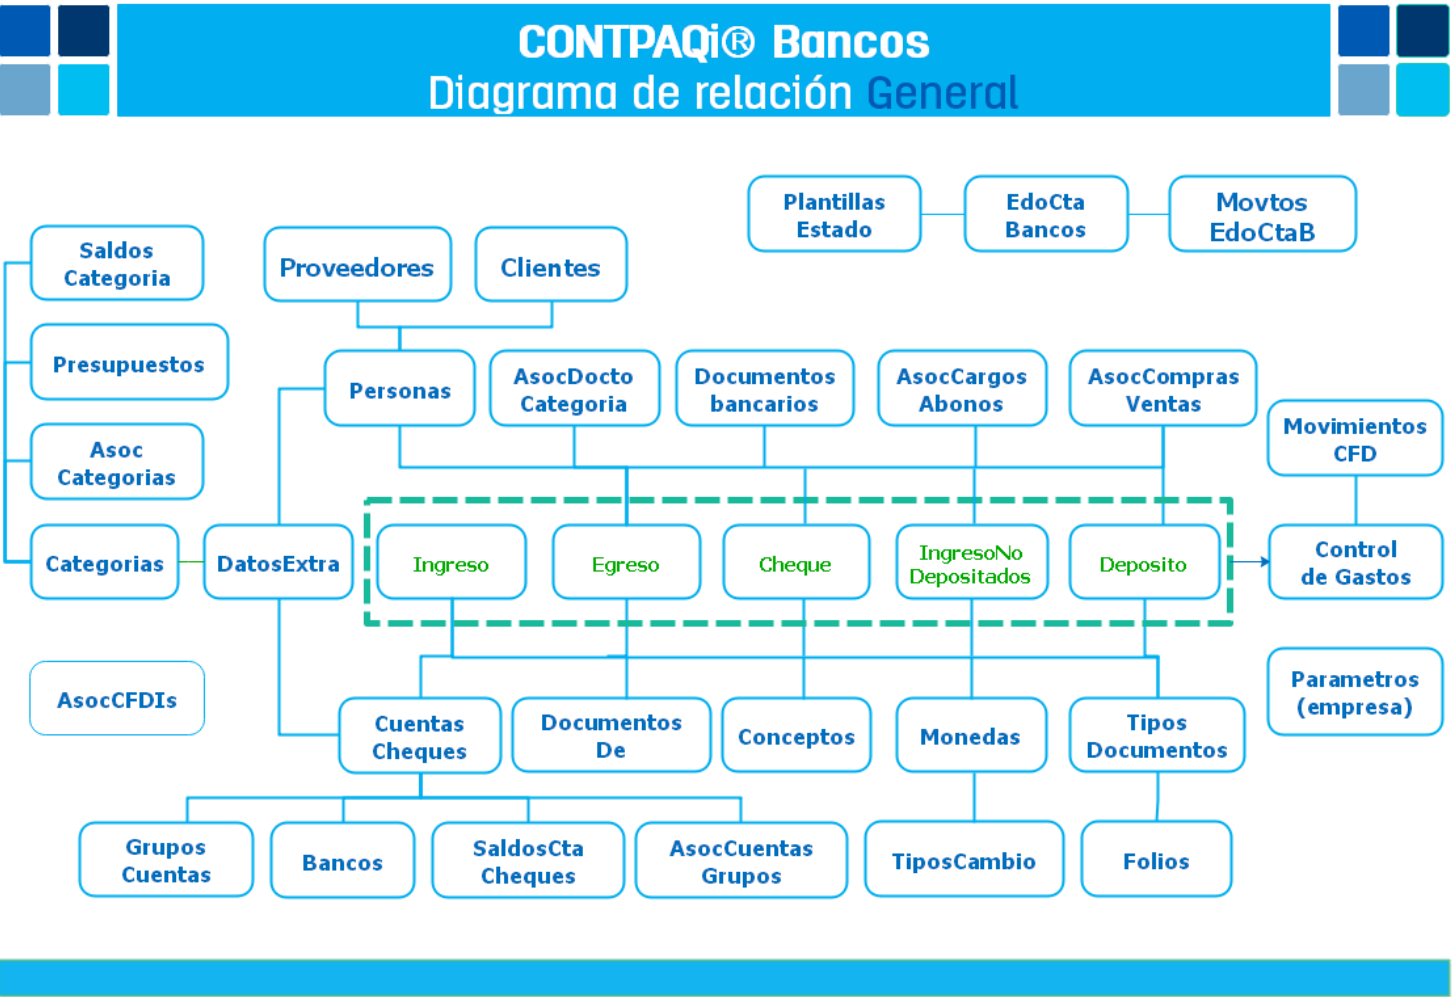 CONTPAQi® Bancos
Diagrama de relación General
Plantillas
Estado
EdoCta
Bancos
Movtos
EdoCtaB
Saldos
Categoria
Proveedores
Clientes
Presupuestos
Personas
AsocDocto
Categoria
Documentos
bancarios
AsocCargos
Abonos
AsocCompras
Ventas
Movimientos
CFD
Asoc
Categorias
Categorias
DatosExtra
Ingreso
Egreso
Cheque
IngresoNo
Depositados
Deposito
Control
de Gastos
AsocCFDIs
Parametros
(empresa)
Cuentas
Cheques
Documentos
De
Conceptos
Monedas
Tipos
Documentos
Grupos
Cuentas
Bancos
SaldosCta
Cheques
AsocCuentas
Grupos
TiposCambio
Folios